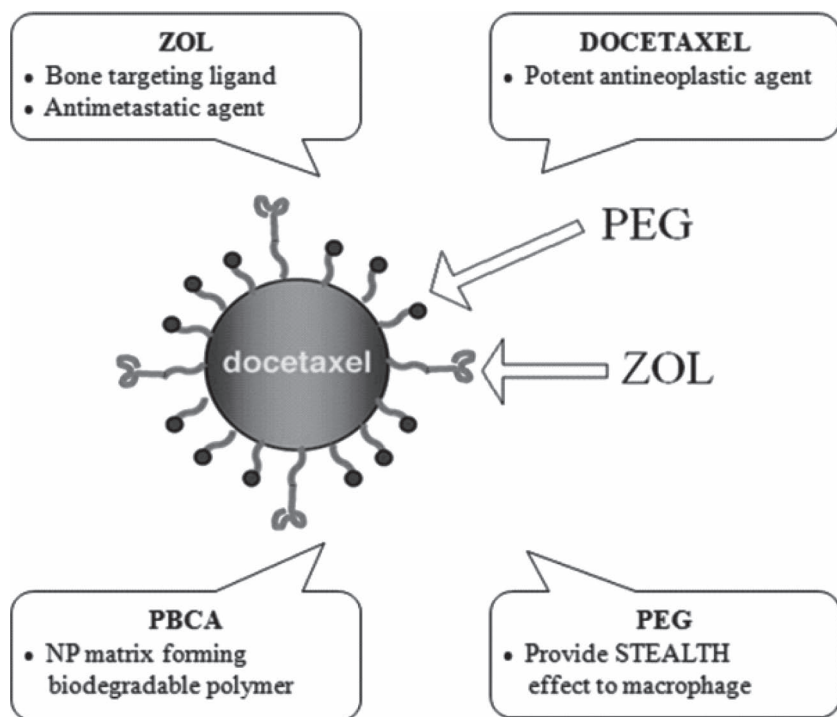 ZOL
• Bone targeting ligand
• Antimetastatic agent
DOCETAXEL
• Potent antineoplastic agent
PEG
docetaxel
ZOL
PBCA
• NP matrix forming
biodegradable polymer
PEG
• Provide STEALTH
effect to macrophage